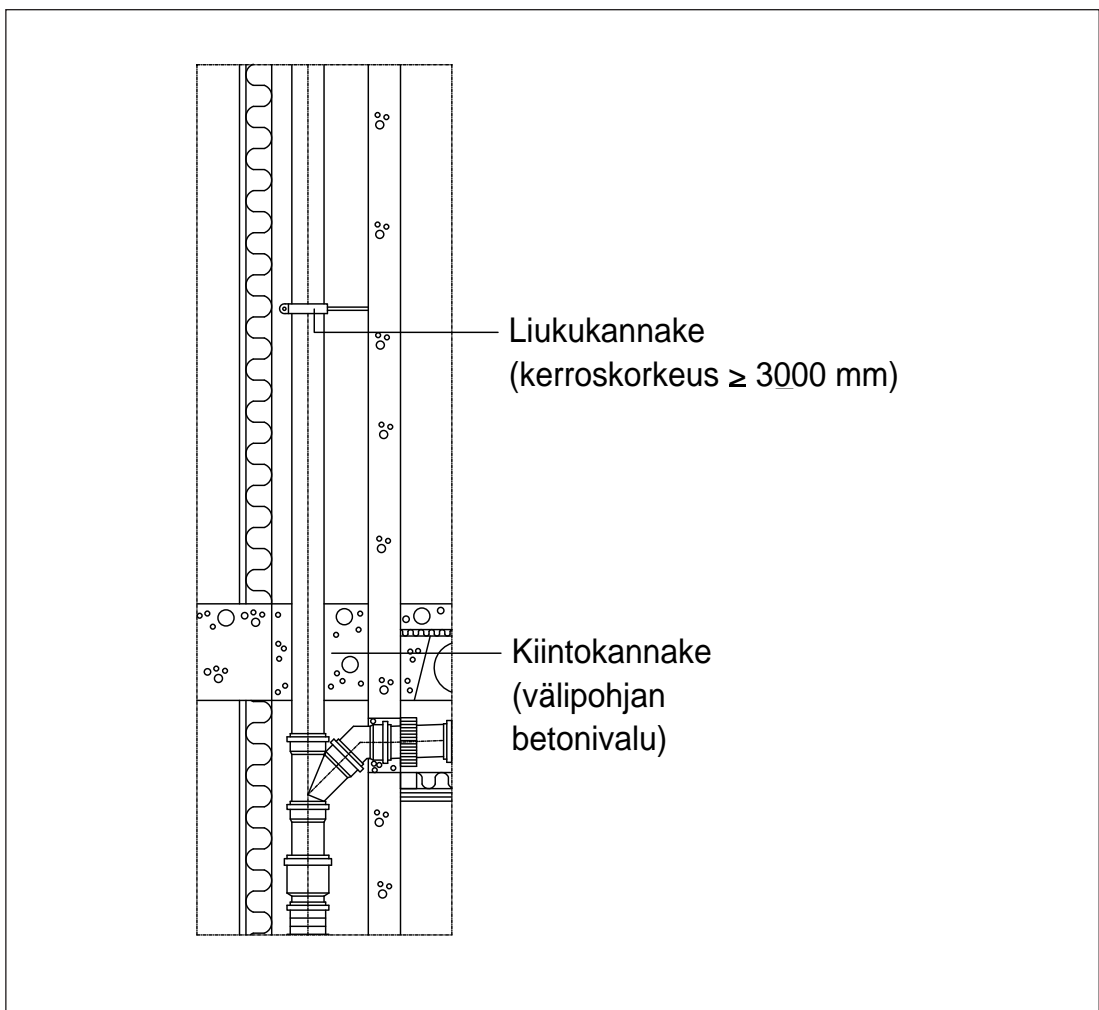 Liukukannake
(kerroskorkeus ≥ 3000 mm)
Kiintokannake
(välipohjan
betonivalu)